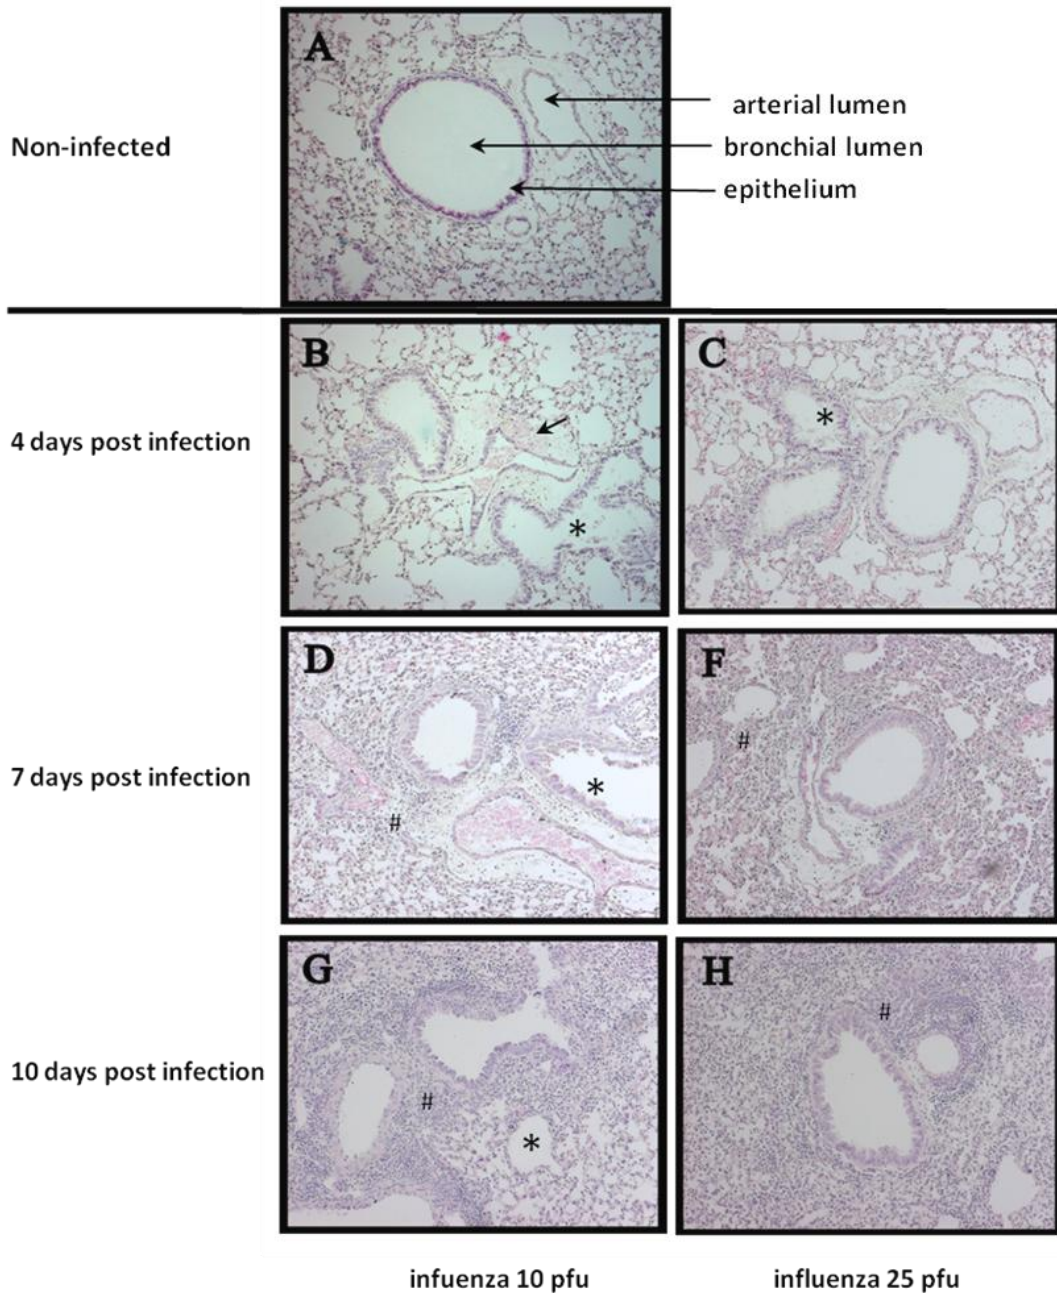 A
arterial lumen
Non-infected
bronchial lumen
epithelium
B
C
4 days post infection
*
*
D
F
7 days post infection
#
*
#
G
H
10 days post infection
#
*
#
infuenza 10 pfu
influenza 25 pfu